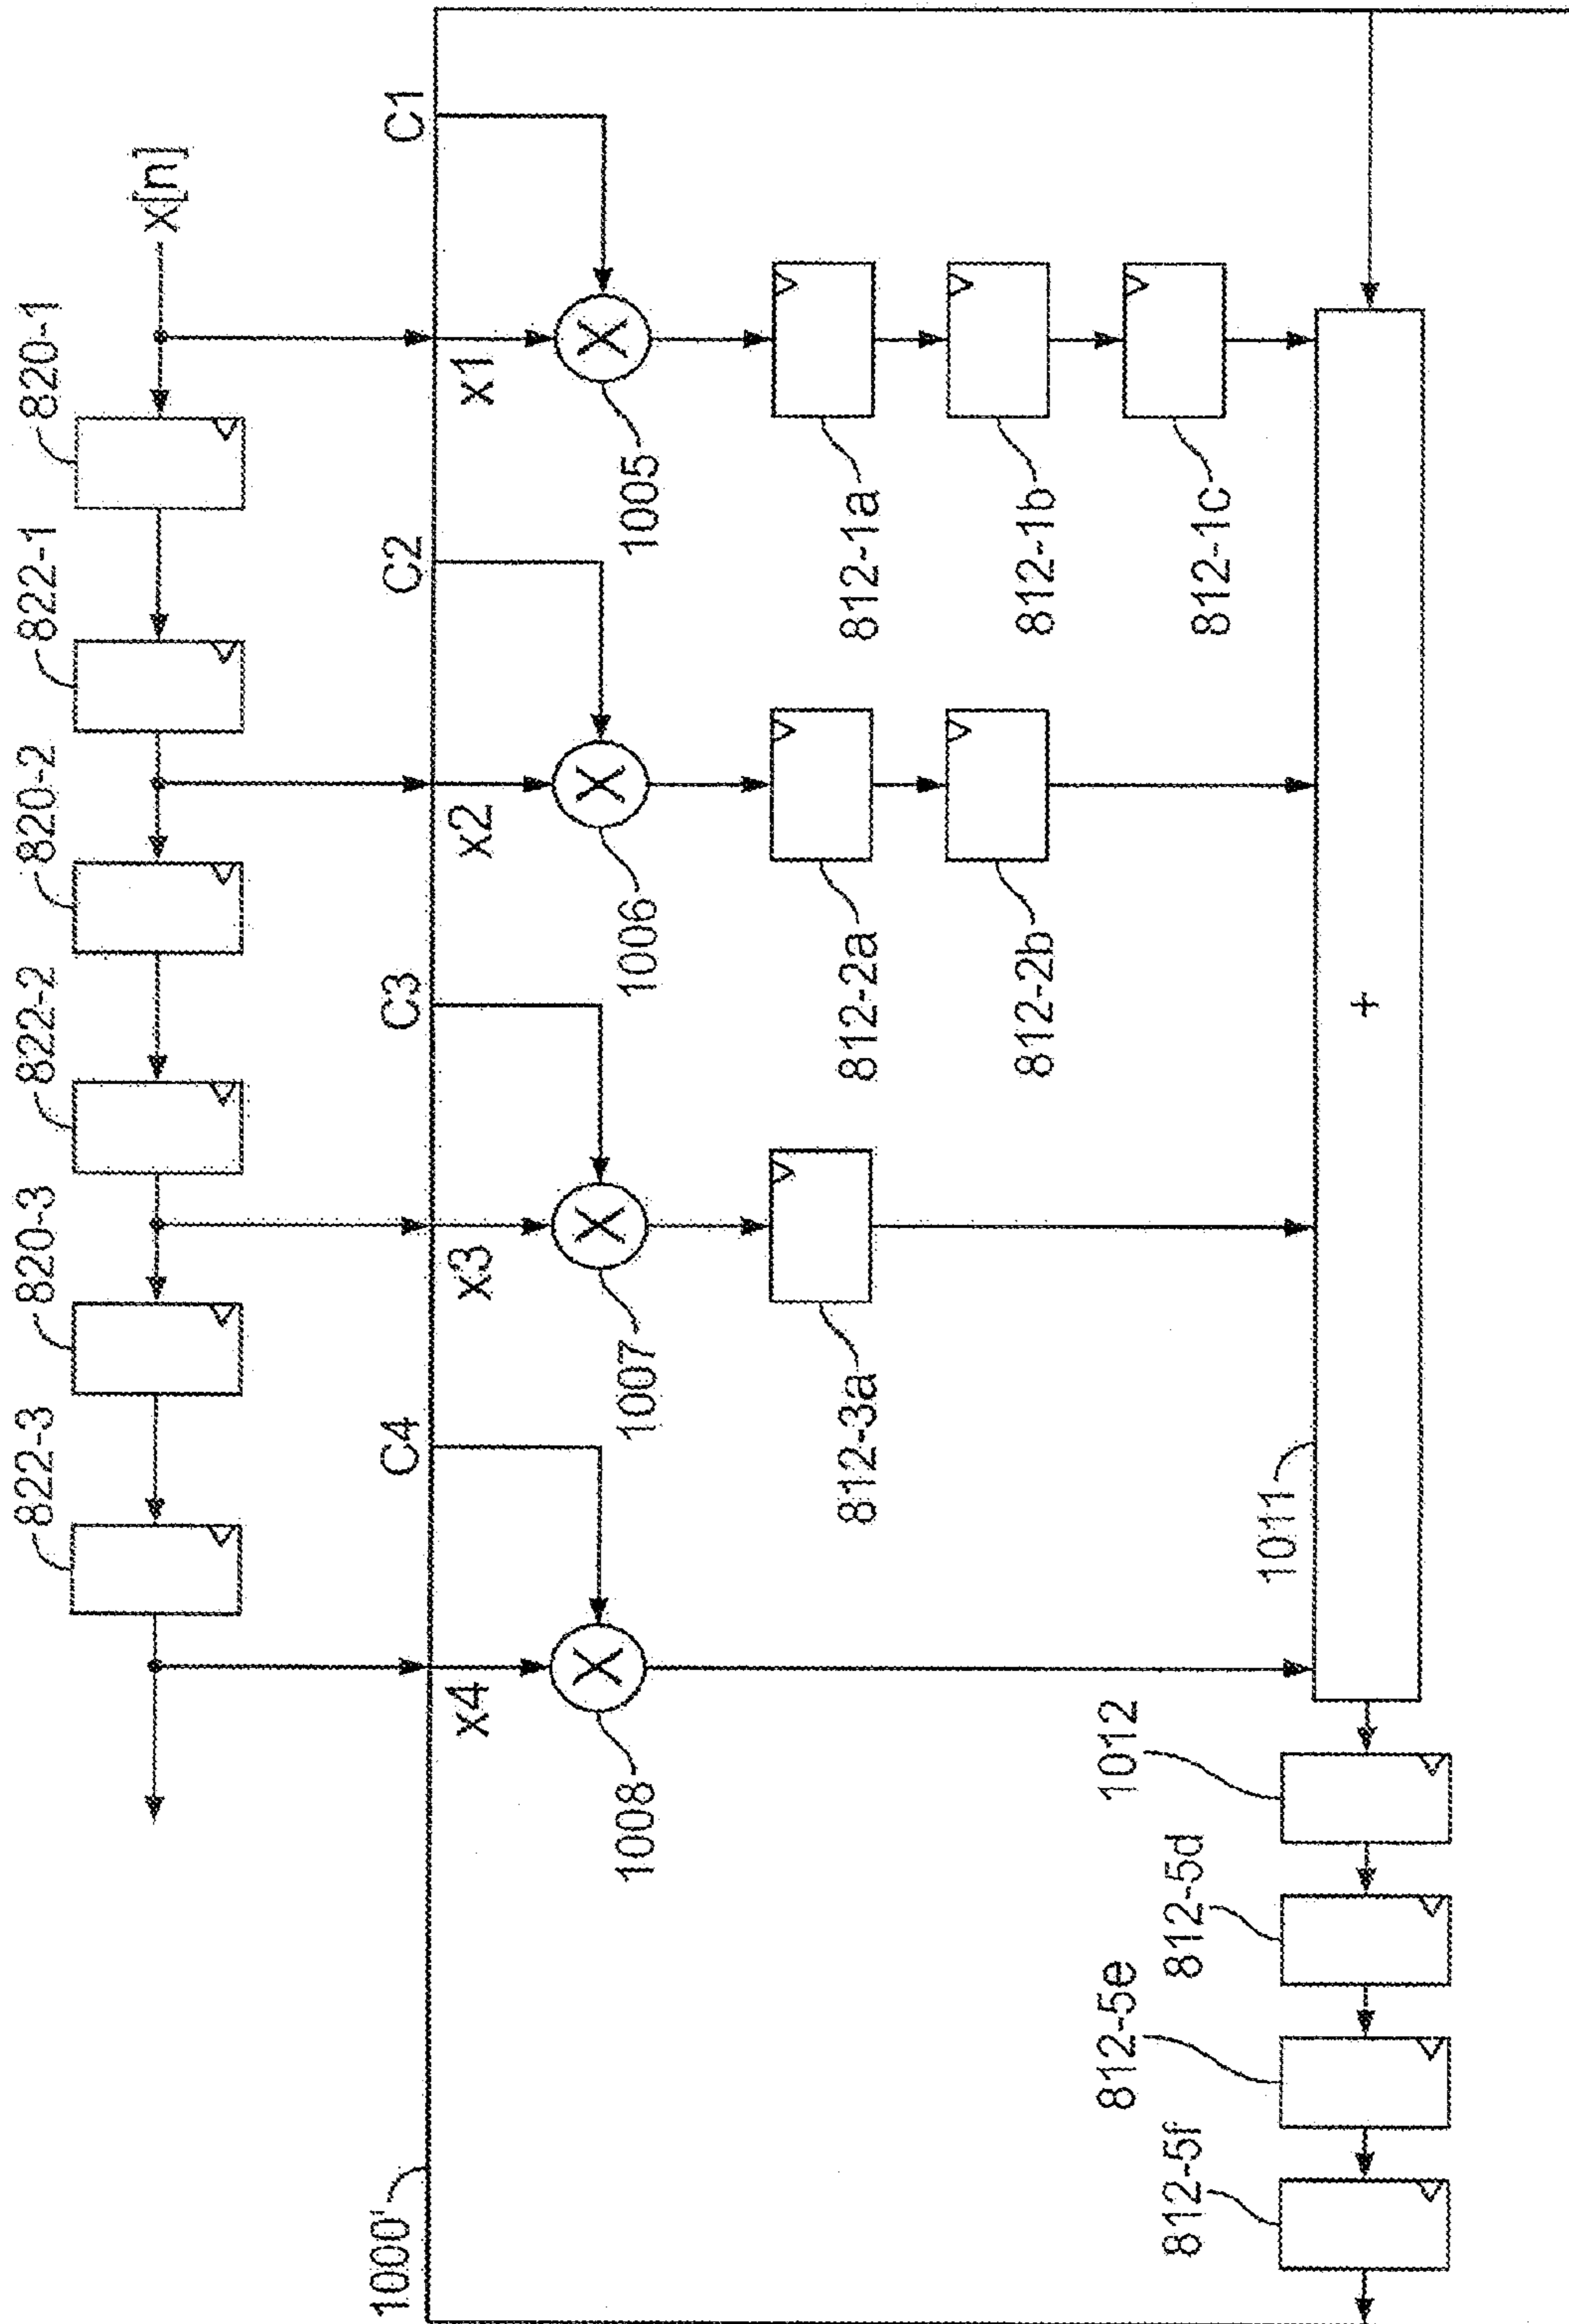 822-3
820-3
822-2
820-2
822-1
820-1
x[n]
1000'
C4
C3
C2
C1
x4
x3
x2
x1
1008
1007
1006
1005
X
X
X
X
812-3a
812-2a
812-1a
812-2b
812-1b
812-1c
1011
+
1012
812-5d
812-5e
812-5f